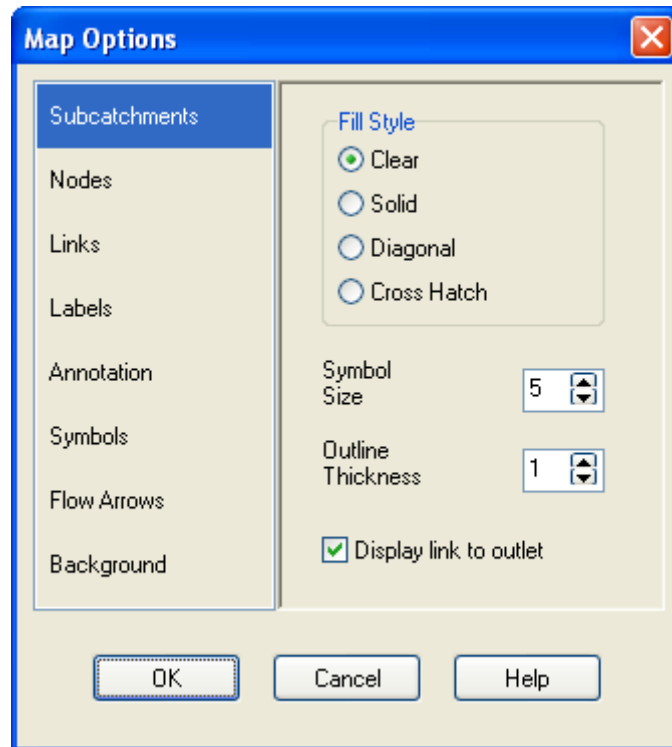 Map Options
Subcatchments
Nodes
Links
Labels
Annotation
Symbols
Flow Arrows
Background
Fill Style
Clear
Solid
Diagonal
Cross Hatch
Symbol
Size
5
Outline
Thickness
1
Display link to outlet
OK
Cancel
Help